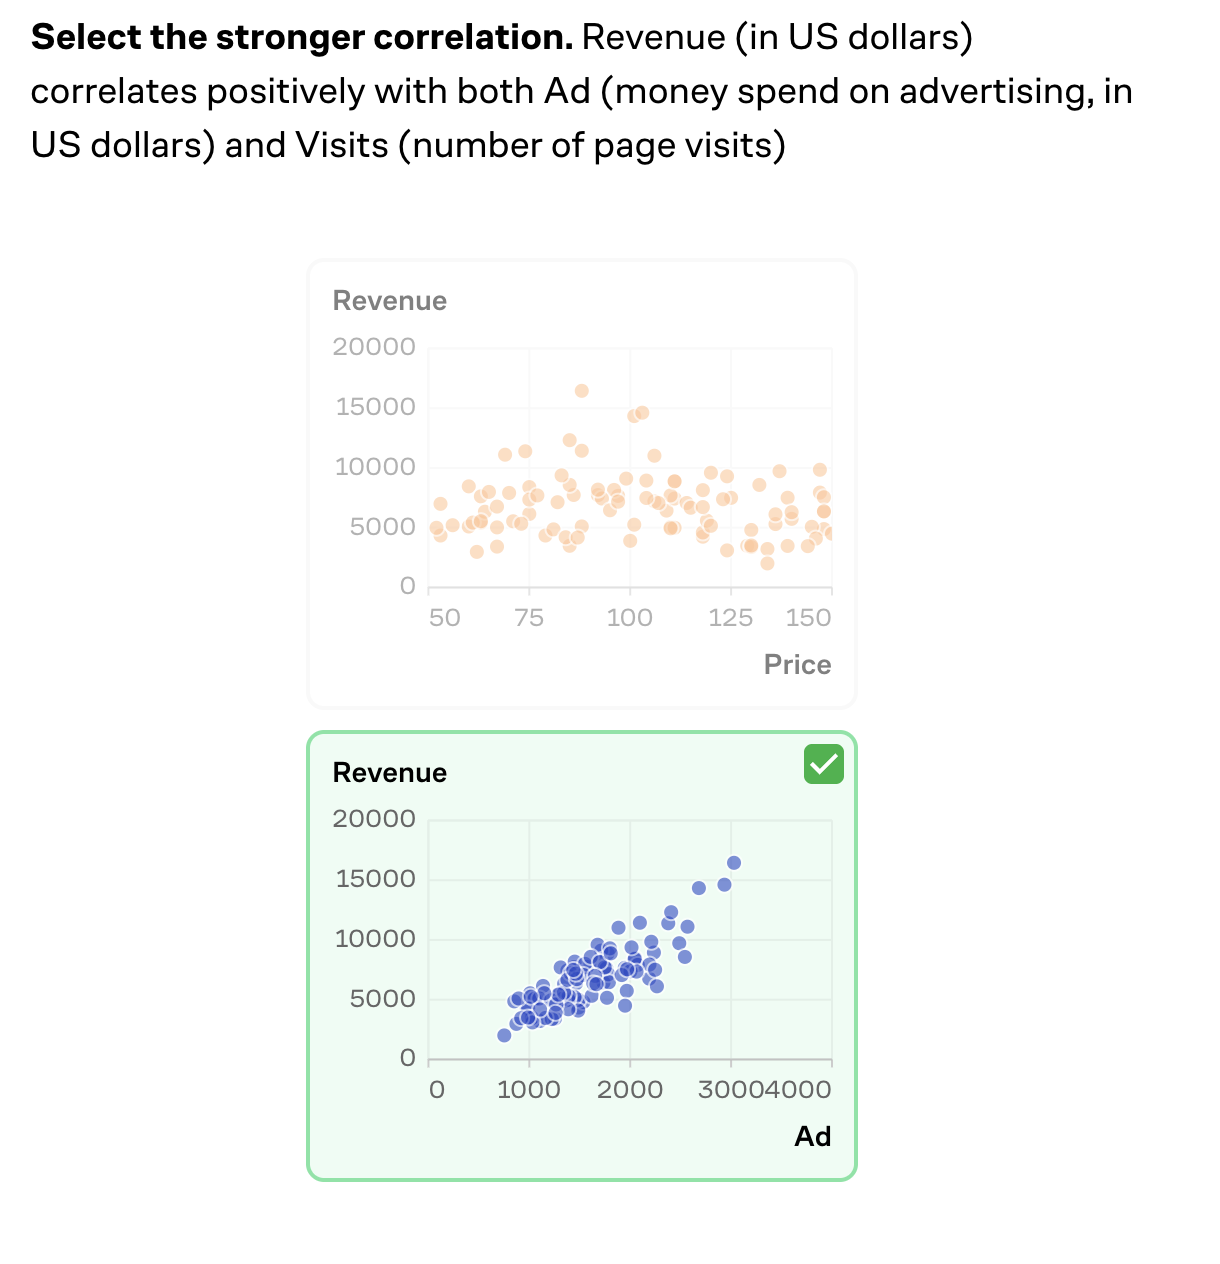 Select the stronger correlation. Revenue (in US dollars)
correlates positively with both Ad (money spend on advertising, in
US dollars) and Visits (number of page visits)
Revenue
20000
15000
10000
5000
0
50 75 100 125 150
Price
Revenue
20000
15000
10000
5000
0
0 1000 2000 3000 4000
Ad